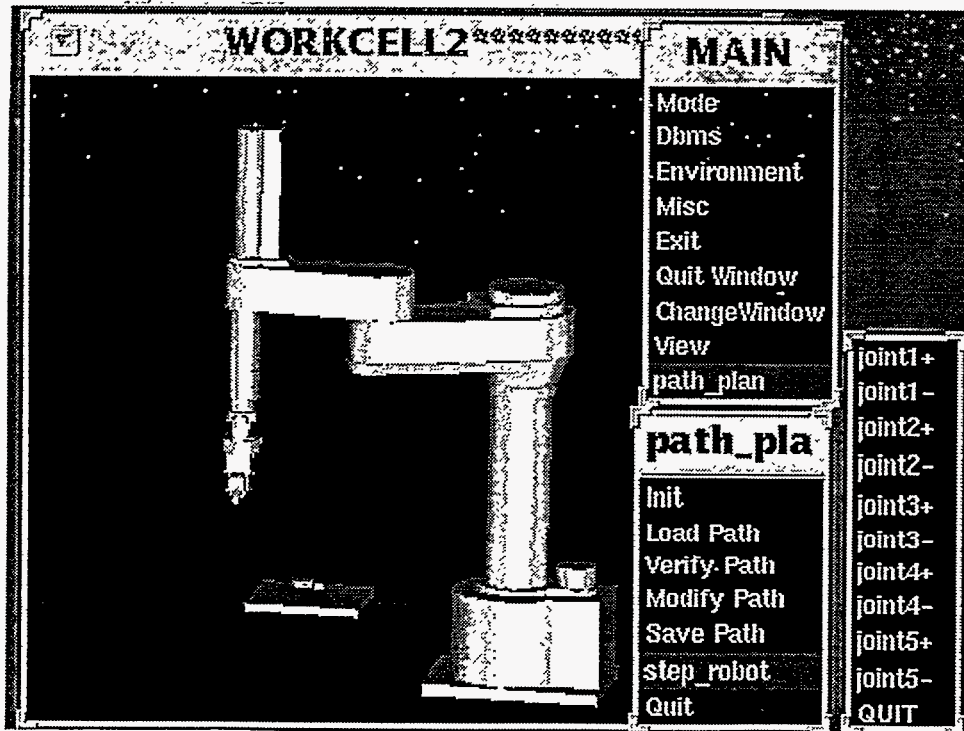 WORKCELL2**********
MAIN
Mode
Dbms
Environment
Misc
Exit
Quit Window
ChangeWindow
View
path_plan
path_pla
Init
Load Path
Verify Path
Modify Path
Save Path
step_robot
Quit
joint1+
joint1-
joint2+
joint2-
joint3+
joint3-
joint4+
joint4-
joint5+
joint5-
QUIT